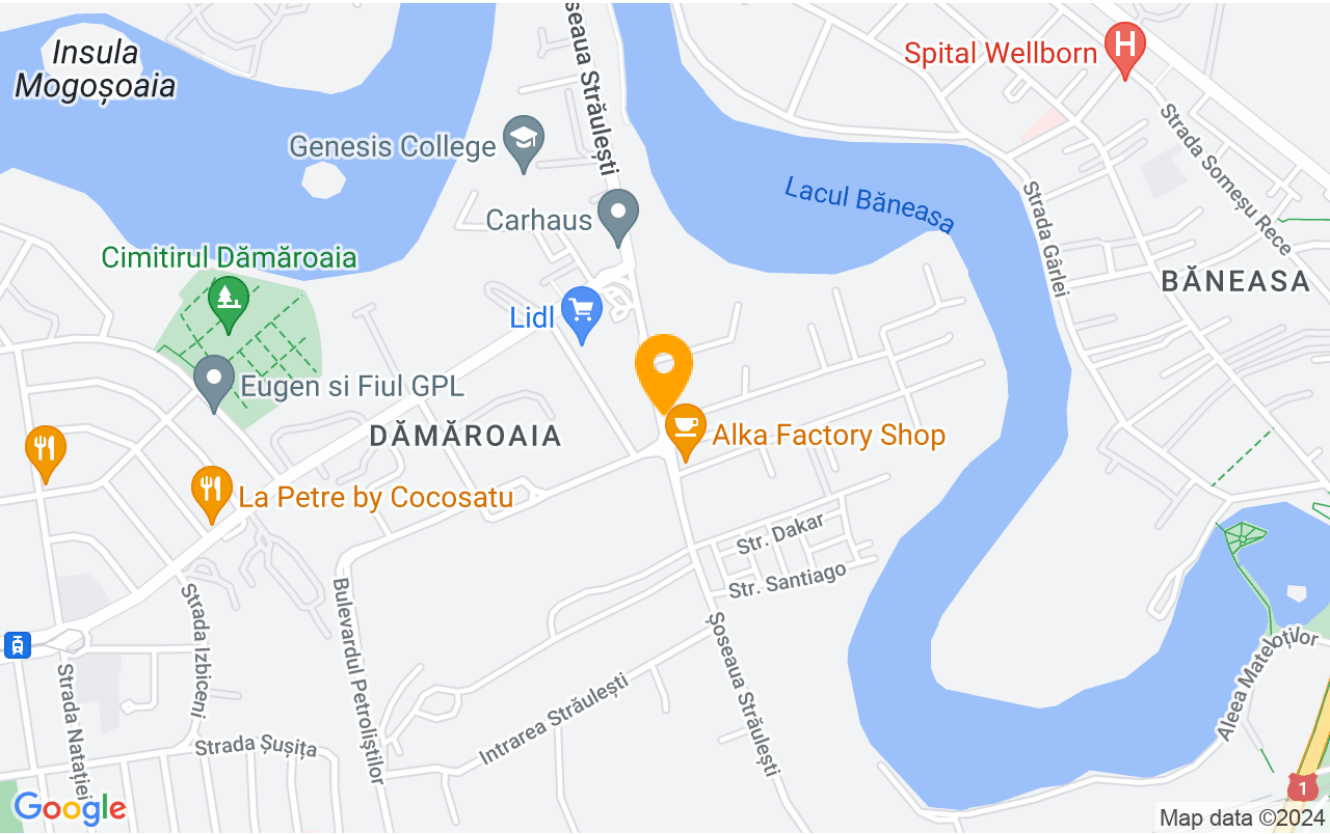 Insula
Mogoșoaia
șeaua Străulești
Spital Wellborn
H
Genesis College
Strada Someșu Rece
Lacul Băneasa
Carhaus
Strada Gârlei
Cimitirul Dămăroaia
BĂNEASA
Lidl
Eugen si Fiul GPL
DĂMĂROAIA
Alka Factory Shop
La Petre by Cocosatu
Str. Dakar
Str. Santiago
Bulevardul Petroliștilor
Strada Izbiceni
Șoseaua Străulești
Aleea Mateloților
Strada Natației
Intrarea Străulești
Strada Șușița
1
Google
Map data ©2024